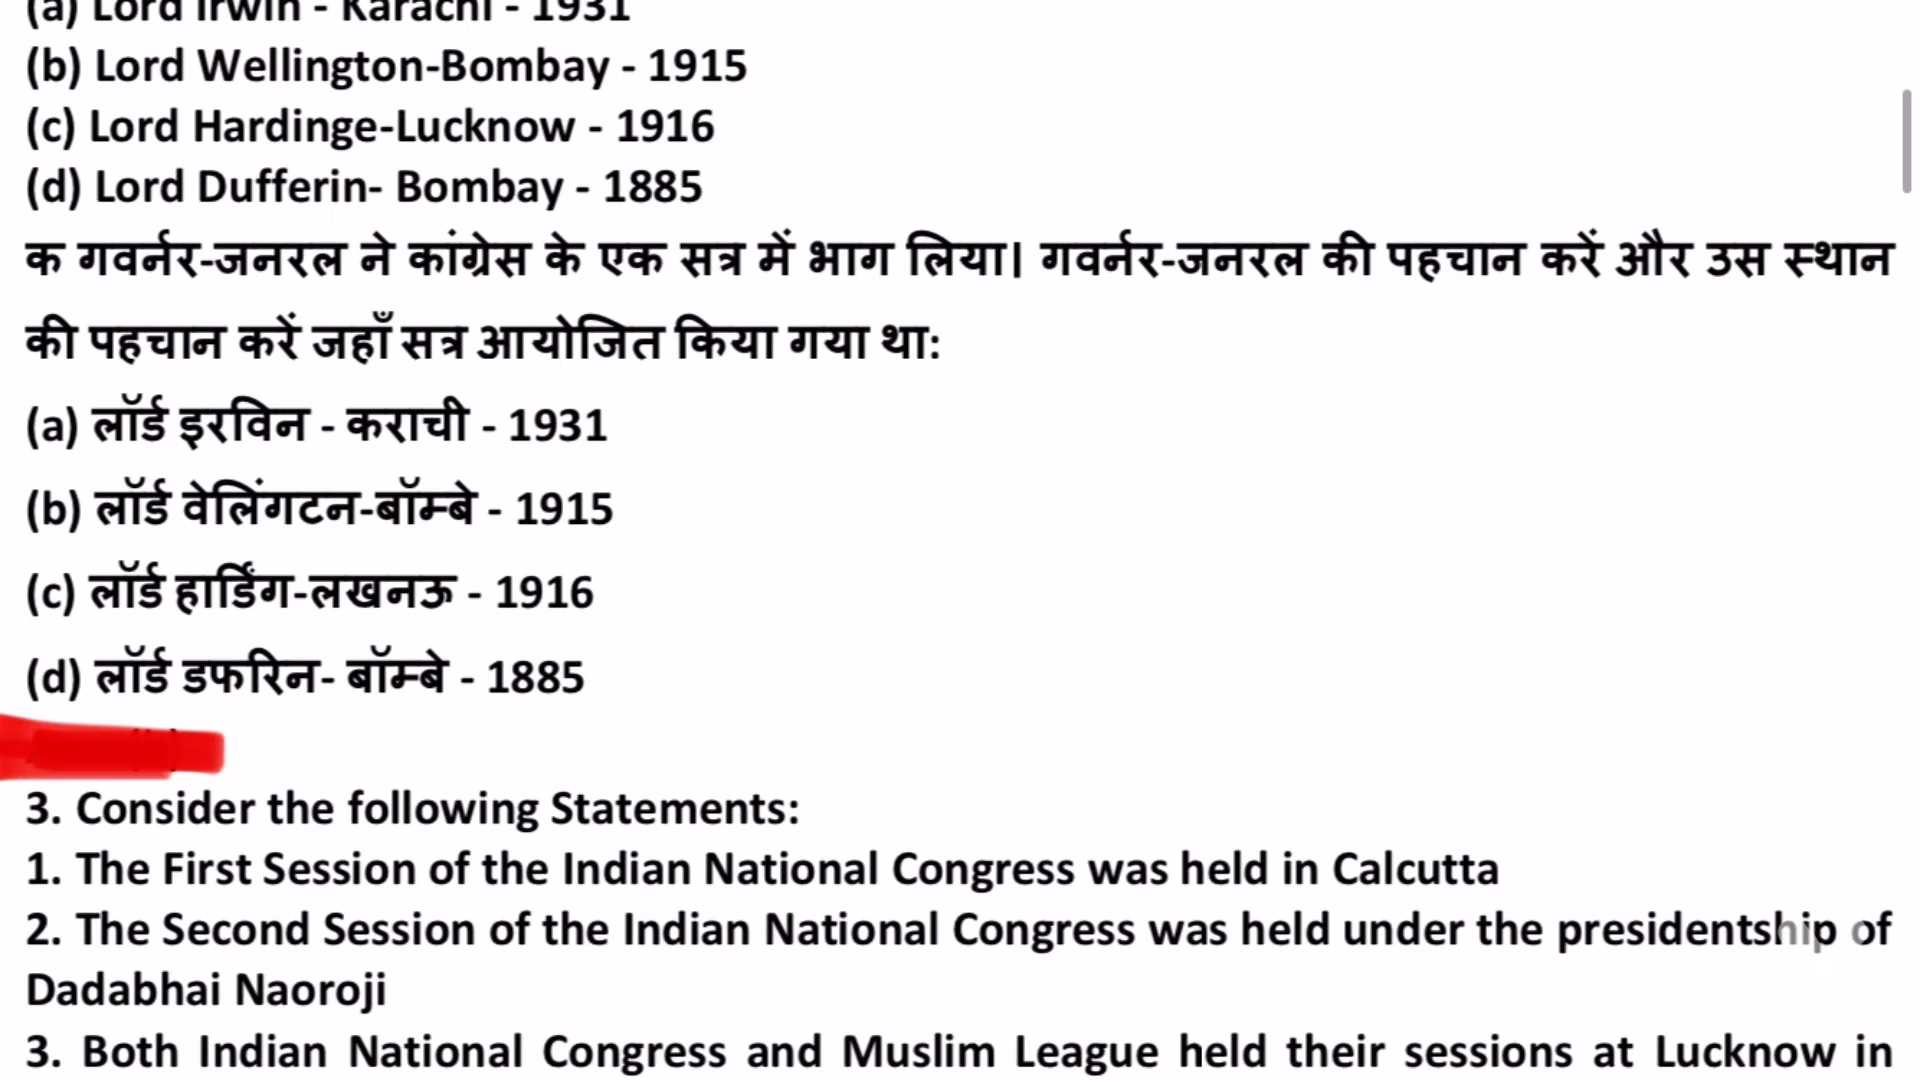 (a) Lord Irwin - Karachi - 1931
(b) Lord Wellington-Bombay - 1915
(c) Lord Hardinge-Lucknow - 1916
(d) Lord Dufferin- Bombay - 1885
क गवर्नर-जनरल ने कांग्रेस के एक सत्र में भाग लिया। गवर्नर-जनरल की पहचान करें और उस स्थान
की पहचान करें जहाँ सत्र आयोजित किया गया था:
(a) लॉर्ड इरविन - कराची - 1931
(b) लॉर्ड वेलिंगटन-बॉम्बे - 1915
(c) लॉर्ड हार्डिंग-लखनऊ - 1916
(d) लॉर्ड डफरिन- बॉम्बे - 1885
3. Consider the following Statements:
1. The First Session of the Indian National Congress was held in Calcutta
2. The Second Session of the Indian National Congress was held under the presidentship of
Dadabhai Naoroji
3. Both Indian National Congress and Muslim League held their sessions at Lucknow in